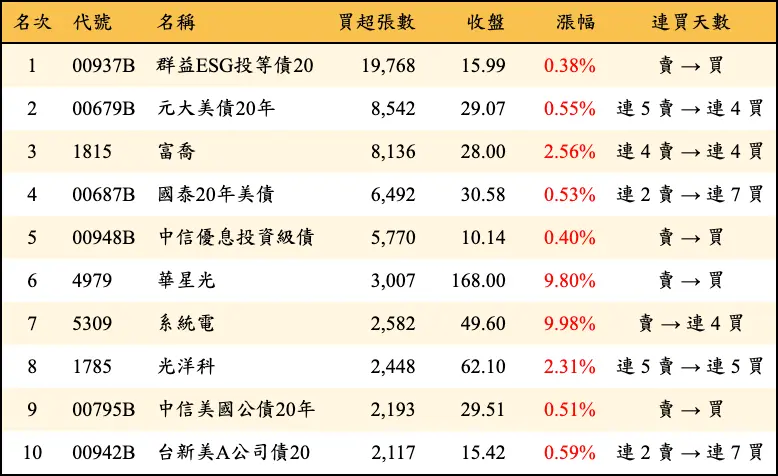 名次 代號 名稱 買超張數 收盤 漲幅 連買天數
1 00937B 群益ESG投等債20 19,768 15.99 0.38% 賣 → 買
2 00679B 元大美債20年 8,542 29.07 0.55% 連 5 賣 → 連 4 買
3 1815 富喬 8,136 28.00 2.56% 連 4 賣 → 連 4 買
4 00687B 國泰20年美債 6,492 30.58 0.53% 連 2 賣 → 連 7 買
5 00948B 中信優息投資級債 5,770 10.14 0.40% 賣 → 買
6 4979 華星光 3,007 168.00 9.80% 賣 → 買
7 5309 系統電 2,582 49.60 9.98% 賣 → 連 4 買
8 1785 光洋科 2,448 62.10 2.31% 連 5 賣 → 連 5 買
9 00795B 中信美國公債20年 2,193 29.51 0.51% 賣 → 買
10 00942B 台新美A公司債20 2,117 15.42 0.59% 連 2 賣 → 連 7 買